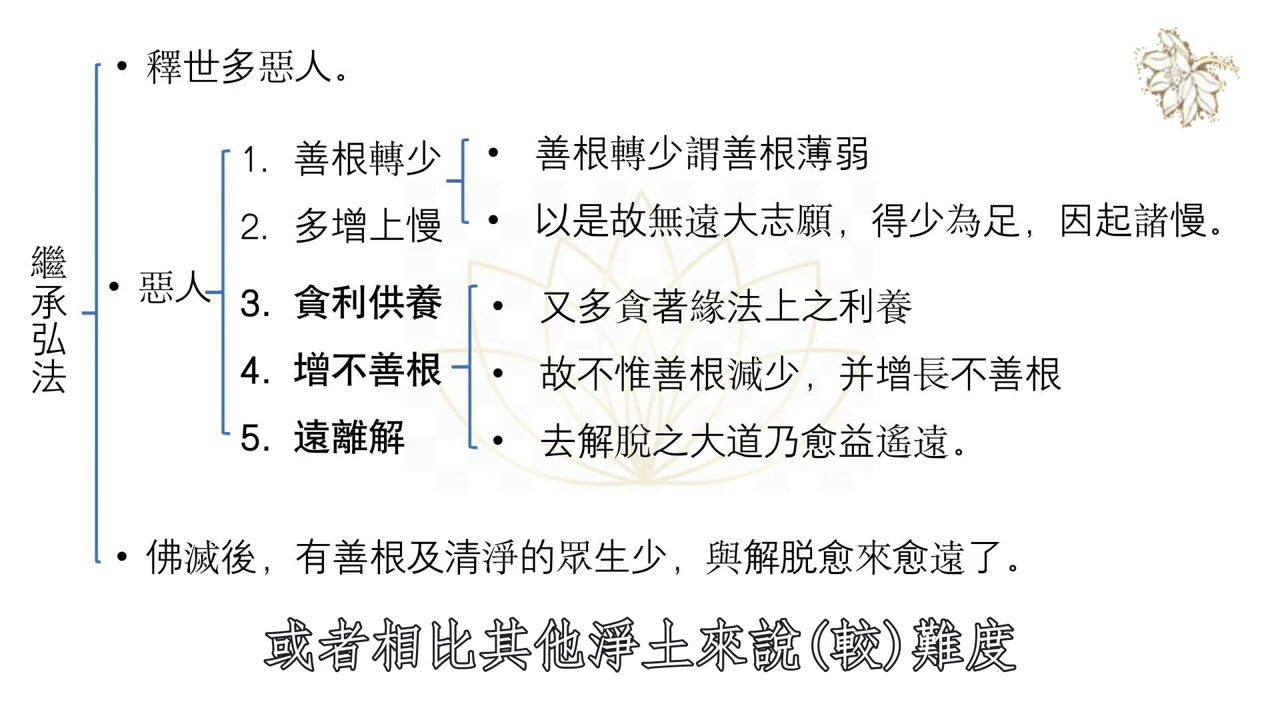 繼承弘法
• 釋世多惡人。
• 惡人
1. 善根轉少
2. 多增上慢
3. 貪利供養
4. 增不善根
5. 遠離解
• 善根轉少謂善根薄弱
• 以是故無遠大志願，得少為足，因起諸慢。
• 又多貪著緣法上之利養
• 故不惟善根減少，并增長不善根
• 去解脫之大道乃愈益遙遠。
• 佛滅後，有善根及清淨的眾生少，與解脱愈來愈遠了。
或者相比其他淨土來說(較)難度